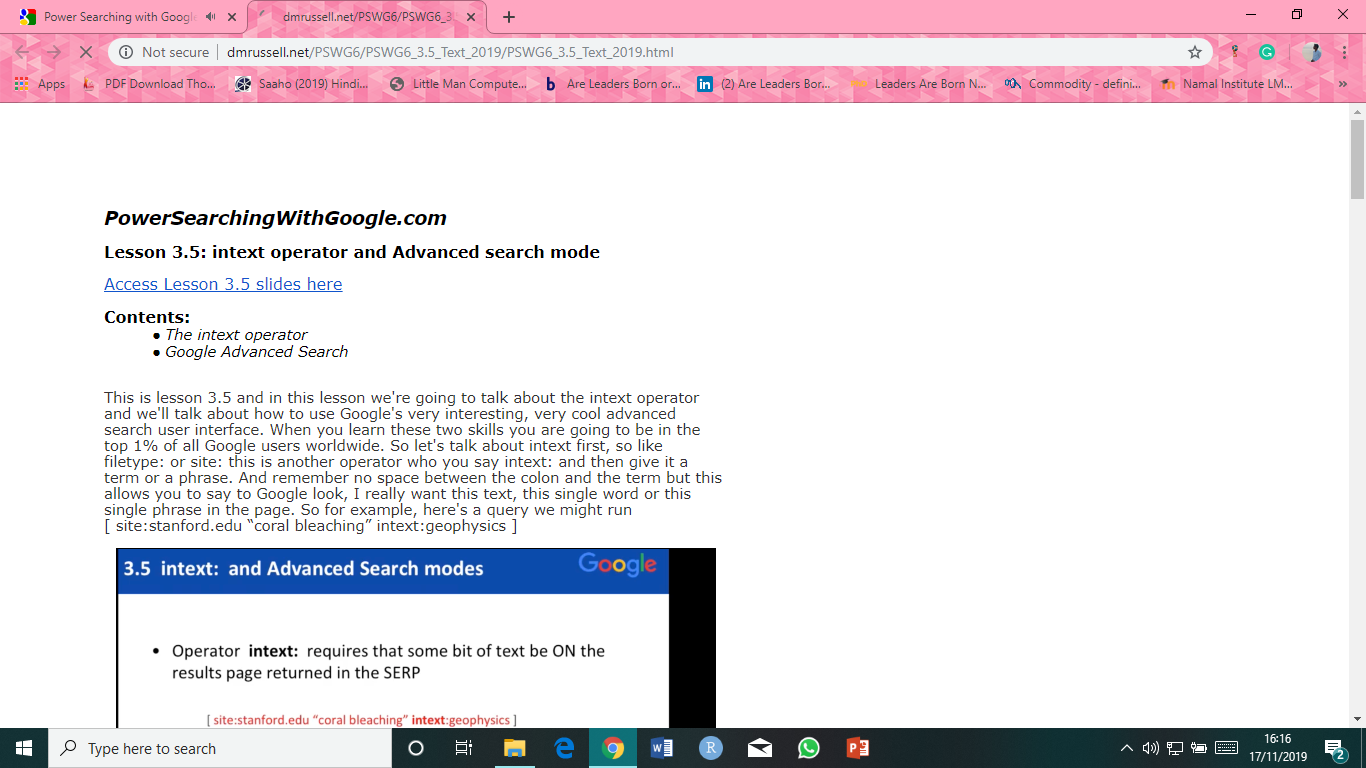 Power Searching with Googl
dmrussell.net/PSWG6/PSWG6_3
Not secure
dmrussell.net/PSWG6/PSWG6_3.5_Text_2019/PSWG6_3.5_Text_2019.html
Apps
PDF Download Tho...
Saaho (2019) Hindi...
Little Man Compute...
Are Leaders Born or...
(2) Are Leaders Bor...
Leaders Are Born N...
Commodity - defini...
Namal Institute LM...
»
PowerSearchingWithGoogle.com
Lesson 3.5: intext operator and Advanced search mode
Access Lesson 3.5 slides here
Contents:
● The intext operator
● Google Advanced Search
This is lesson 3.5 and in this lesson we're going to talk about the intext operator
and we'll talk about how to use Google's very interesting, very cool advanced
search user interface. When you learn these two skills you are going to be in the
top 1% of all Google users worldwide. So let's talk about intext first, so like
filetype: or site: this is another operator who you say intext: and then give it a
term or a phrase. And remember no space between the colon and the term but this
allows you to say to Google look, I really want this text, this single word or this
single phrase in the page. So for example, here's a query we might run
[ site:stanford.edu “coral bleaching” intext:geophysics ]
3.5 intext: and Advanced Search modes
Google
• Operator intext: requires that some bit of text be ON the
results page returned in the SERP
[ site:stanford.edu “coral bleaching” intext:geophysics ]
Type here to search
16:16
17/11/2019
2